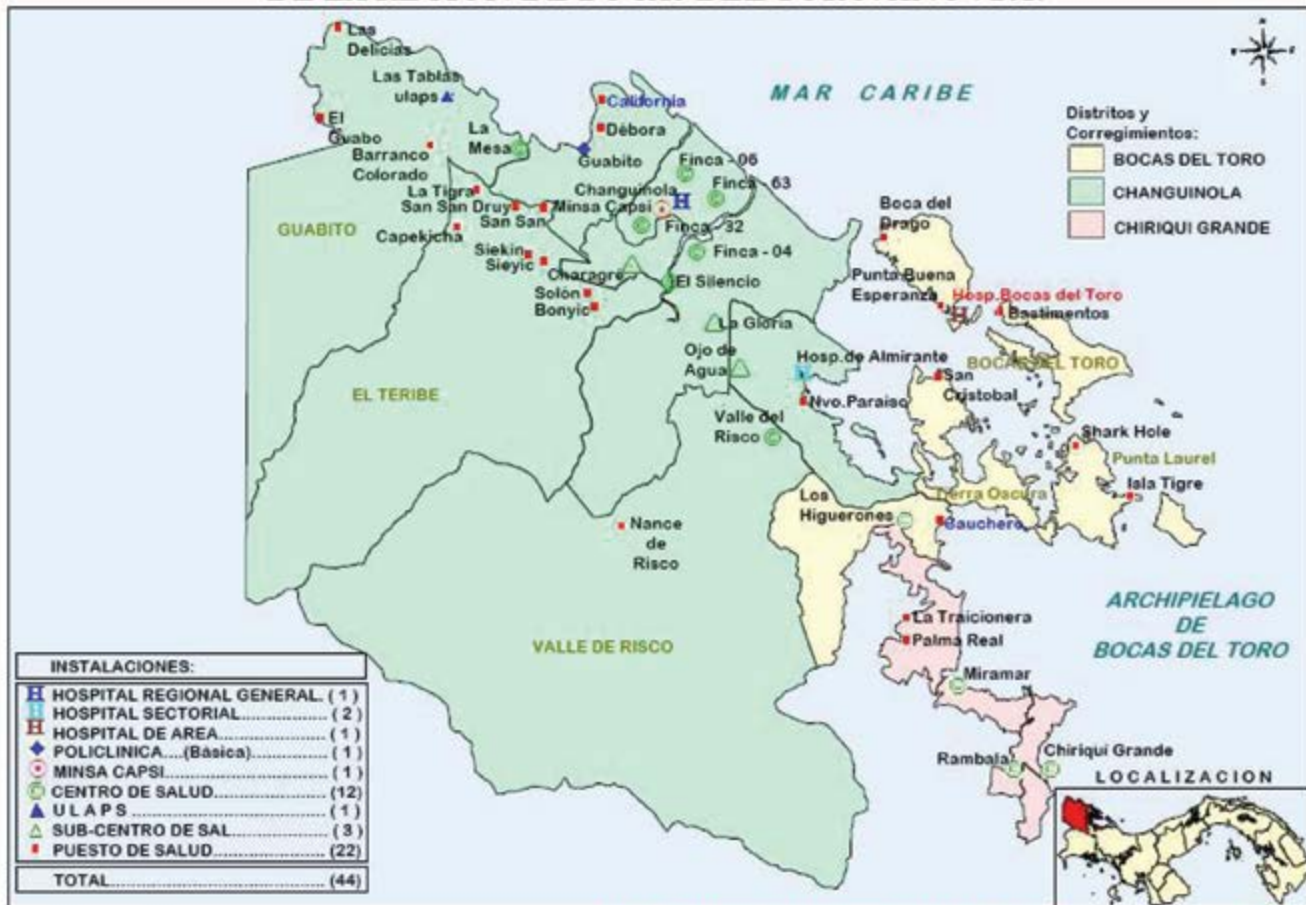 Las
Delicias
Las Tablas
ulaps
El
Guabo
Barranco
Colorado
La
Mesa
California
Débora
Guabito
MAR CARIBE
Finca - 06
Finca - 63
Changuinola
Minsa Capsi
La Tigra
San San Druy
San San
Capekicha
GUABITO
Finca - 32
Finca - 04
Siekin
Sieyic
Charagre
El Silencio
Solón
Bonyic
La Gloria
Ojo de
Agua
EL TERIBE
Boca del
Drago
Punta Buena
Esperanza
Hosp.Bocas del Toro
Bastimentos
BOCAS DEL TORO
Hosp.de Almirante
San
Cristobal
Nvo.Paraiso
Valle del
Risco
Shark Hole
Punta Laurel
Isla Tigre
Tierra Oscura
Los
Higuerones
Cauchero
Nance
de
Risco
VALLE DE RISCO
La Traicionera
Palma Real
Miramar
Rambala
Chiriquí Grande
ARCHIPIELAGO
DE
BOCAS DEL TORO
N
E
S
Distritos y
Corregimientos:
BOCAS DEL TORO
CHANGUINOLA
CHIRIQUI GRANDE
INSTALACIONES:
H HOSPITAL REGIONAL GENERAL. ( 1 )
H HOSPITAL SECTORIAL.............. ( 2 )
H HOSPITAL DE AREA.................. ( 1 )
POLICLINICA....(Básica)............ ( 1 )
MINSA CAPSI.......................... ( 1 )
© CENTRO DE SALUD.................. (12)
U L A P S ................................ ( 1 )
SUB-CENTRO DE SAL............... ( 3 )
PUESTO DE SALUD................... (22)
TOTAL................................... (44)
LOCALIZACION